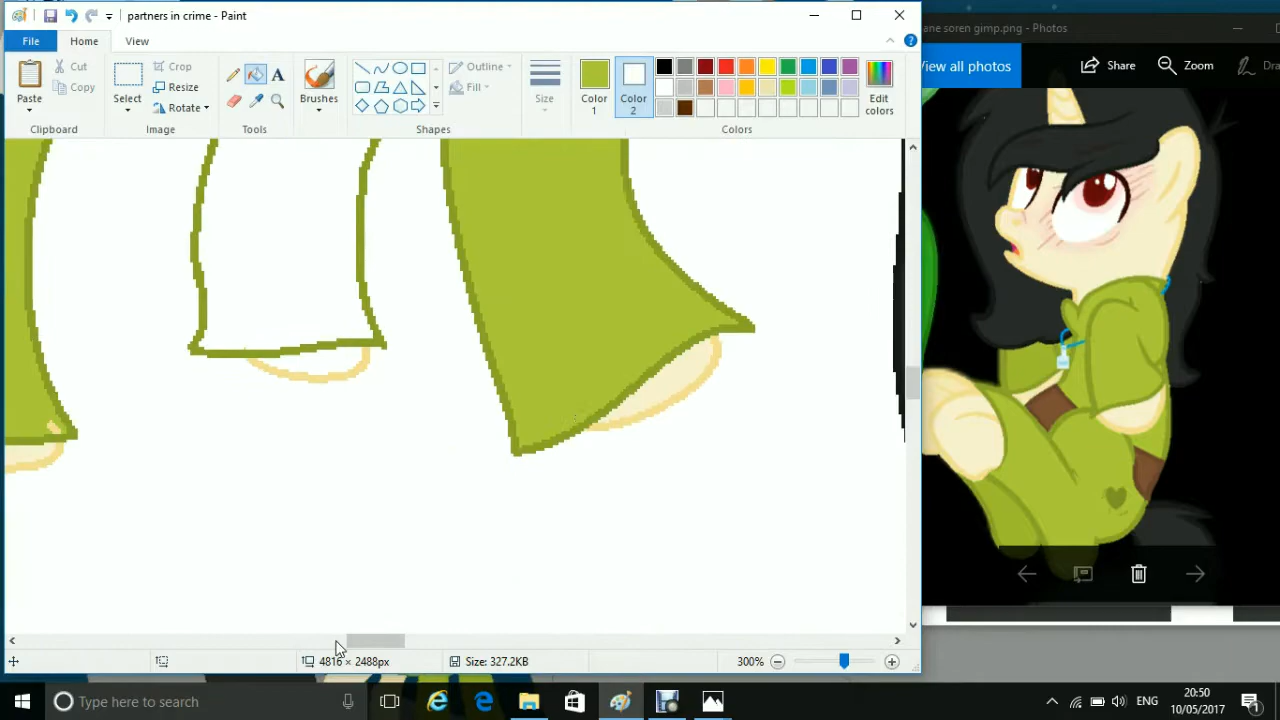 partners in crime - Paint
ane soren gimp.png - Photos
File
Home
View
View all photos
Share
Zoom
Dra
Paste
Cut
Copy
Select
Crop
Resize
Rotate
Brushes
Outline
Fill
Size
Color
1
Color
2
Edit
colors
Clipboard
Image
Tools
Shapes
Colors
4816 × 2488px
Size: 327.2KB
300%
Type here to search
ENG
20:50
10/05/2017
1